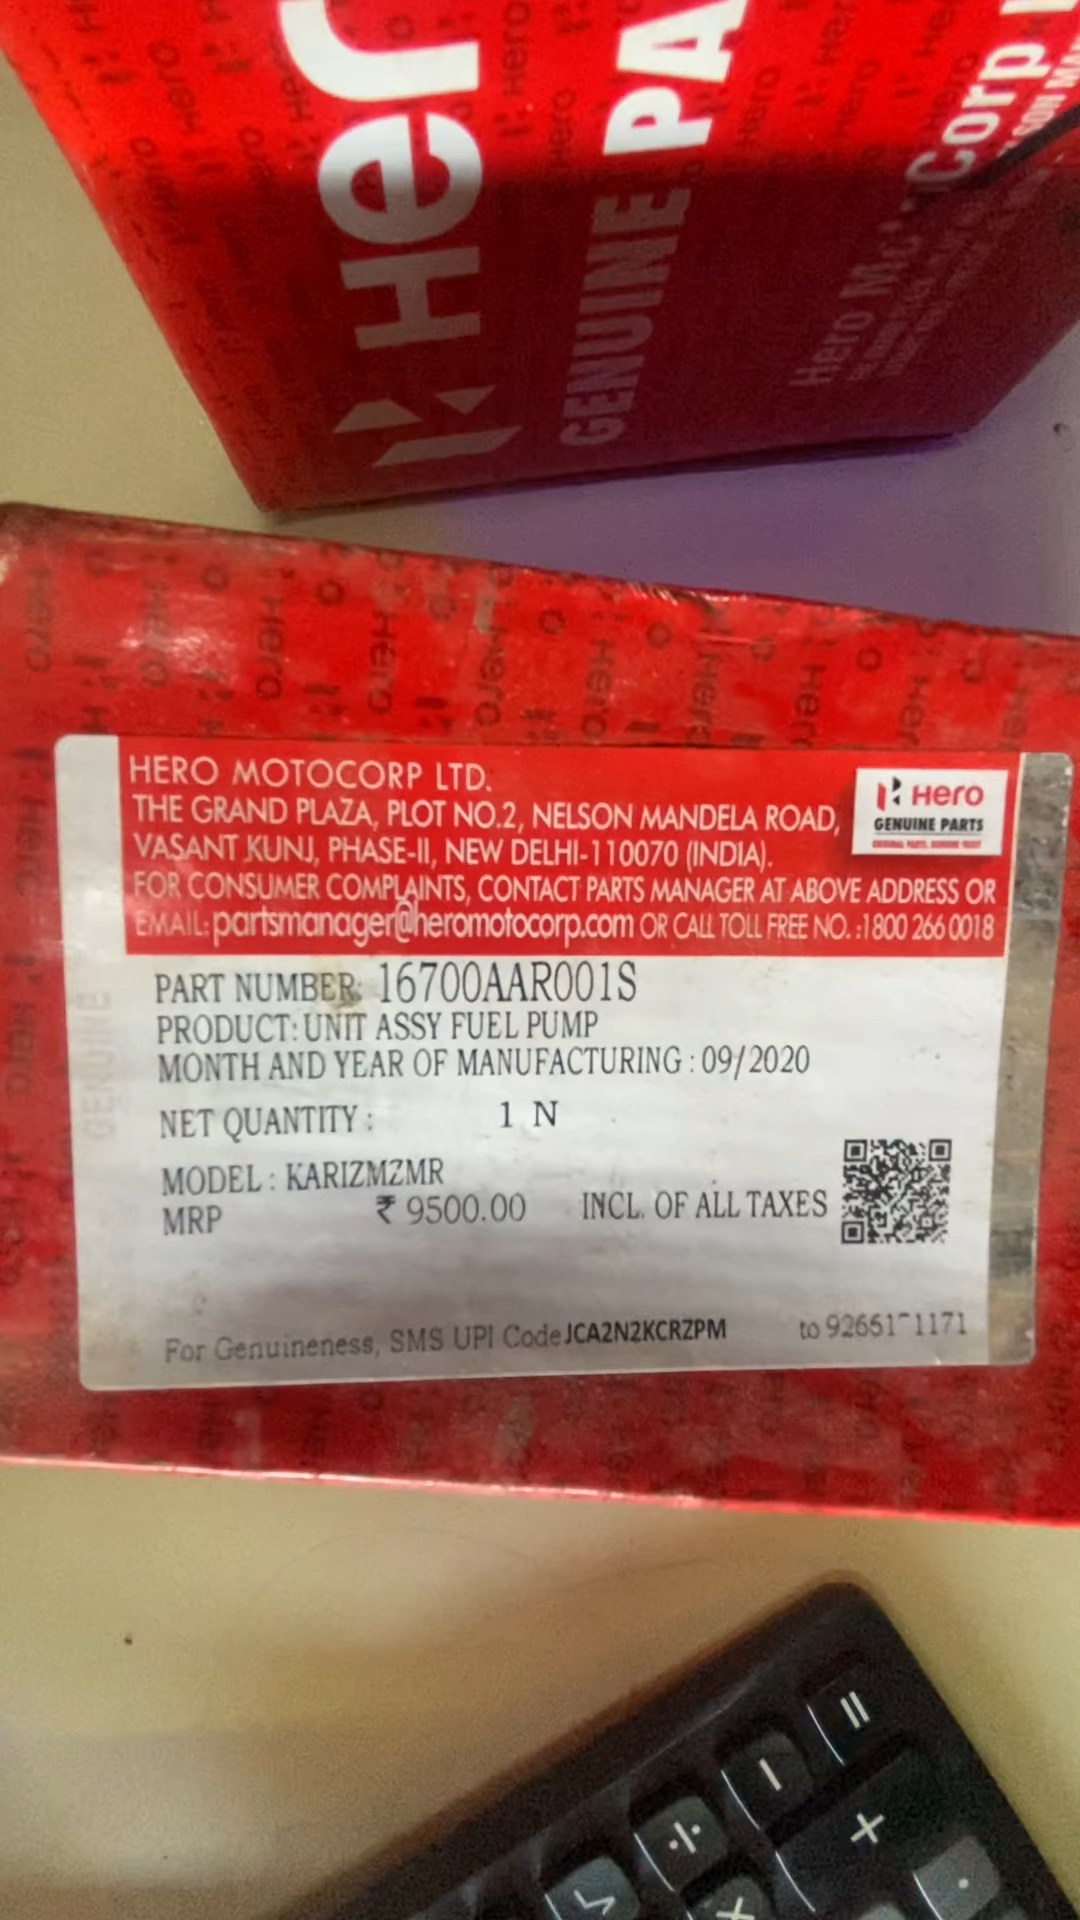 Hero
GENUINE PA
Hero
Corp
HERO MOTOCORP LTD.
THE GRAND PLAZA, PLOT NO.2, NELSON MANDELA ROAD,
VASANT KUNJ, PHASE-II, NEW DELHI-110070 (INDIA).
FOR CONSUMER COMPLAINTS, CONTACT PARTS MANAGER AT ABOVE ADDRESS OR
EMAIL: partsmanager@heromotocorp.com OR CALL TOLL FREE NO. :1800 266 0018
Hero
GENUINE PARTS
PART NUMBER: 16700AAR001S
PRODUCT: UNIT ASSY FUEL PUMP
MONTH AND YEAR OF MANUFACTURING : 09/2020
NET QUANTITY : 1 N
MODEL : KARIZMZMR
MRP ₹ 9500.00 INCL. OF ALL TAXES
For Genuineness, SMS UPI Code JCA2N2KCRZPM to
GENUINE